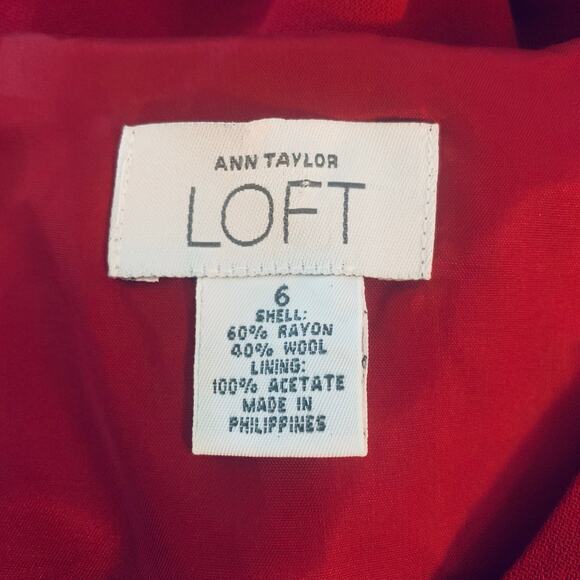 ANN TAYLOR
LOFT
6
SHELL:
60% RAYON
40% WOOL
LINING:
100% ACETATE
MADE IN
PHILIPPINES